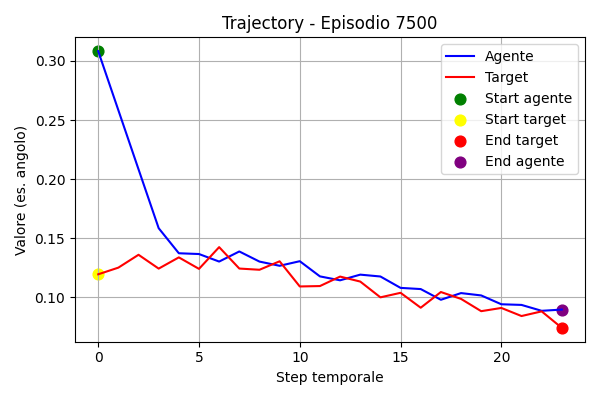 Trajectory - Episodio 7500
Valore (es. angolo)
0.30
0.25
0.20
0.15
0.10
0
5
10
15
20
Step temporale
Agente
Target
Start agente
Start target
End target
End agente